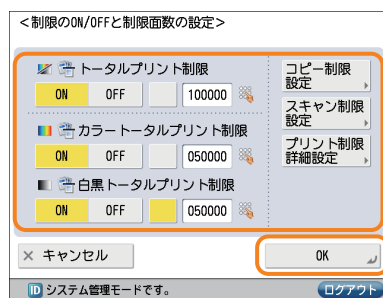 <制限のON/OFFと制限面数の設定>
トータルプリント制限
ON OFF 100000
カラートータルプリント制限
ON OFF 050000
白黒トータルプリント制限
ON OFF 050000
コピー制限
設定
スキャン制限
設定
プリント制限
詳細設定
× キャンセル
OK
ID システム管理モードです。
ログアウト